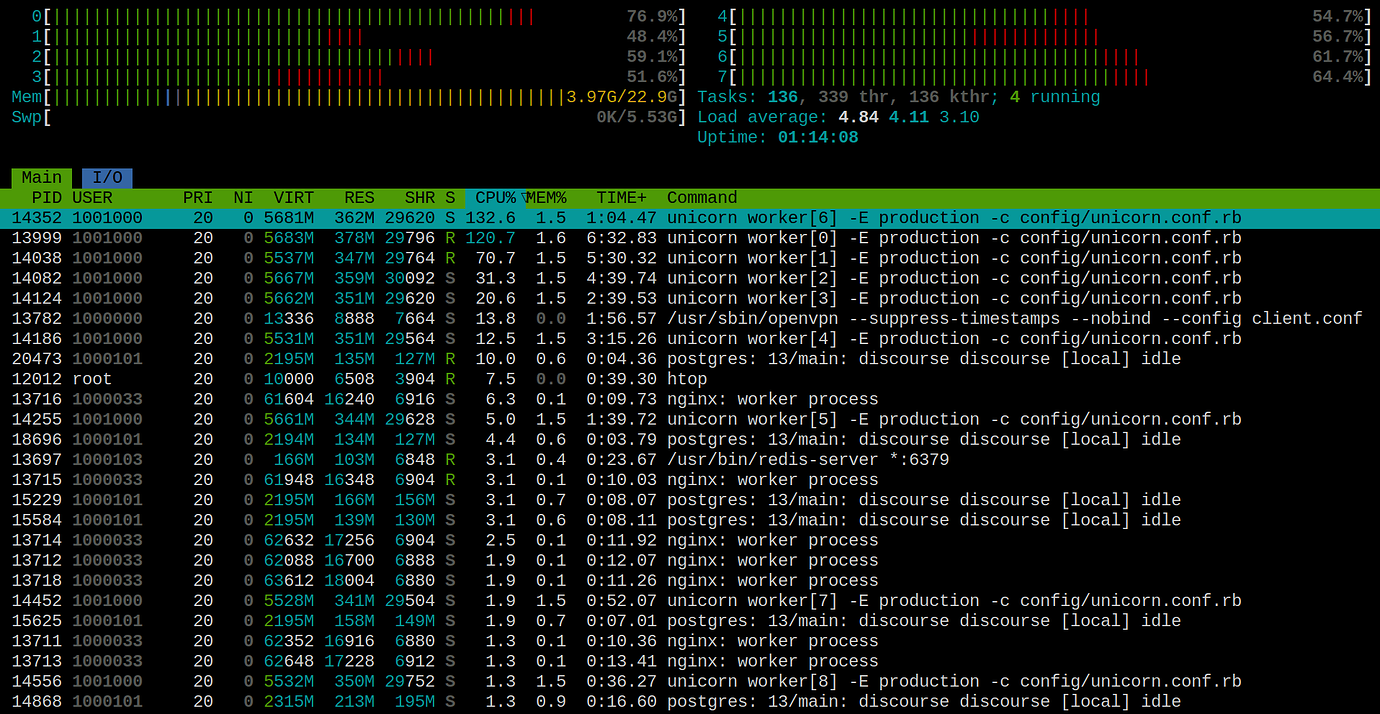 0[ 76.9%] 4[ 54.7%]
1[ 48.4%] 5[ 56.7%]
2[ 59.1%] 6[ 61.7%]
3[ 51.6%] 7[ 64.4%]
Mem[ 3.97G/22.9G] Tasks: 136, 339 thr, 136 kthr; 4 running
Swp[ 0K/5.53G] Load average: 4.84 4.11 3.10
Uptime: 01:14:08
Main I/O
PID USER PRI NI VIRT RES SHR S CPU%▽MEM% TIME+ Command
14352 1001000 20 0 5681M 362M 29620 S 132.6 1.5 1:04.47 unicorn worker[6] -E production -c config/unicorn.conf.rb
13999 1001000 20 0 5683M 378M 29796 R 120.7 1.6 6:32.83 unicorn worker[0] -E production -c config/unicorn.conf.rb
14038 1001000 20 0 5537M 347M 29764 R 70.7 1.5 5:30.32 unicorn worker[1] -E production -c config/unicorn.conf.rb
14082 1001000 20 0 5667M 359M 30092 S 31.3 1.5 4:39.74 unicorn worker[2] -E production -c config/unicorn.conf.rb
14124 1001000 20 0 5662M 351M 29620 S 20.6 1.5 2:39.53 unicorn worker[3] -E production -c config/unicorn.conf.rb
13782 1000000 20 0 13336 8888 7664 S 13.8 0.0 1:56.57 /usr/sbin/openvpn --suppress-timestamps --nobind --config client.conf
14186 1001000 20 0 5531M 351M 29564 S 12.5 1.5 3:15.26 unicorn worker[4] -E production -c config/unicorn.conf.rb
20473 1000101 20 0 2195M 135M 127M R 10.0 0.6 0:04.36 postgres: 13/main: discourse discourse [local] idle
12012 root 20 0 10000 6508 3904 R 7.5 0.0 0:39.30 htop
13716 1000033 20 0 61604 16240 6916 S 6.3 0.1 0:09.73 nginx: worker process
14255 1001000 20 0 5661M 344M 29628 S 5.0 1.5 1:39.72 unicorn worker[5] -E production -c config/unicorn.conf.rb
18696 1000101 20 0 2194M 134M 127M S 4.4 0.6 0:03.79 postgres: 13/main: discourse discourse [local] idle
13697 1000103 20 0 166M 103M 6848 R 3.1 0.4 0:23.67 /usr/bin/redis-server *:6379
13715 1000033 20 0 61948 16348 6904 R 3.1 0.1 0:10.03 nginx: worker process
15229 1000101 20 0 2195M 166M 156M S 3.1 0.7 0:08.07 postgres: 13/main: discourse discourse [local] idle
15584 1000101 20 0 2195M 139M 130M S 3.1 0.6 0:08.11 postgres: 13/main: discourse discourse [local] idle
13714 1000033 20 0 62632 17256 6904 S 2.5 0.1 0:11.92 nginx: worker process
13712 1000033 20 0 62088 16700 6888 S 1.9 0.1 0:12.07 nginx: worker process
13718 1000033 20 0 63612 18004 6880 S 1.9 0.1 0:11.26 nginx: worker process
14452 1001000 20 0 5528M 341M 29504 S 1.9 1.5 0:52.07 unicorn worker[7] -E production -c config/unicorn.conf.rb
15625 1000101 20 0 2195M 158M 149M S 1.9 0.7 0:07.01 postgres: 13/main: discourse discourse [local] idle
13711 1000033 20 0 62352 16916 6880 S 1.3 0.1 0:10.36 nginx: worker process
13713 1000033 20 0 62648 17228 6912 S 1.3 0.1 0:13.41 nginx: worker process
14556 1001000 20 0 5532M 350M 29752 S 1.3 1.5 0:36.27 unicorn worker[8] -E production -c config/unicorn.conf.rb
14868 1000101 20 0 2315M 213M 195M S 1.3 0.9 0:16.60 postgres: 13/main: discourse discourse [local] idle